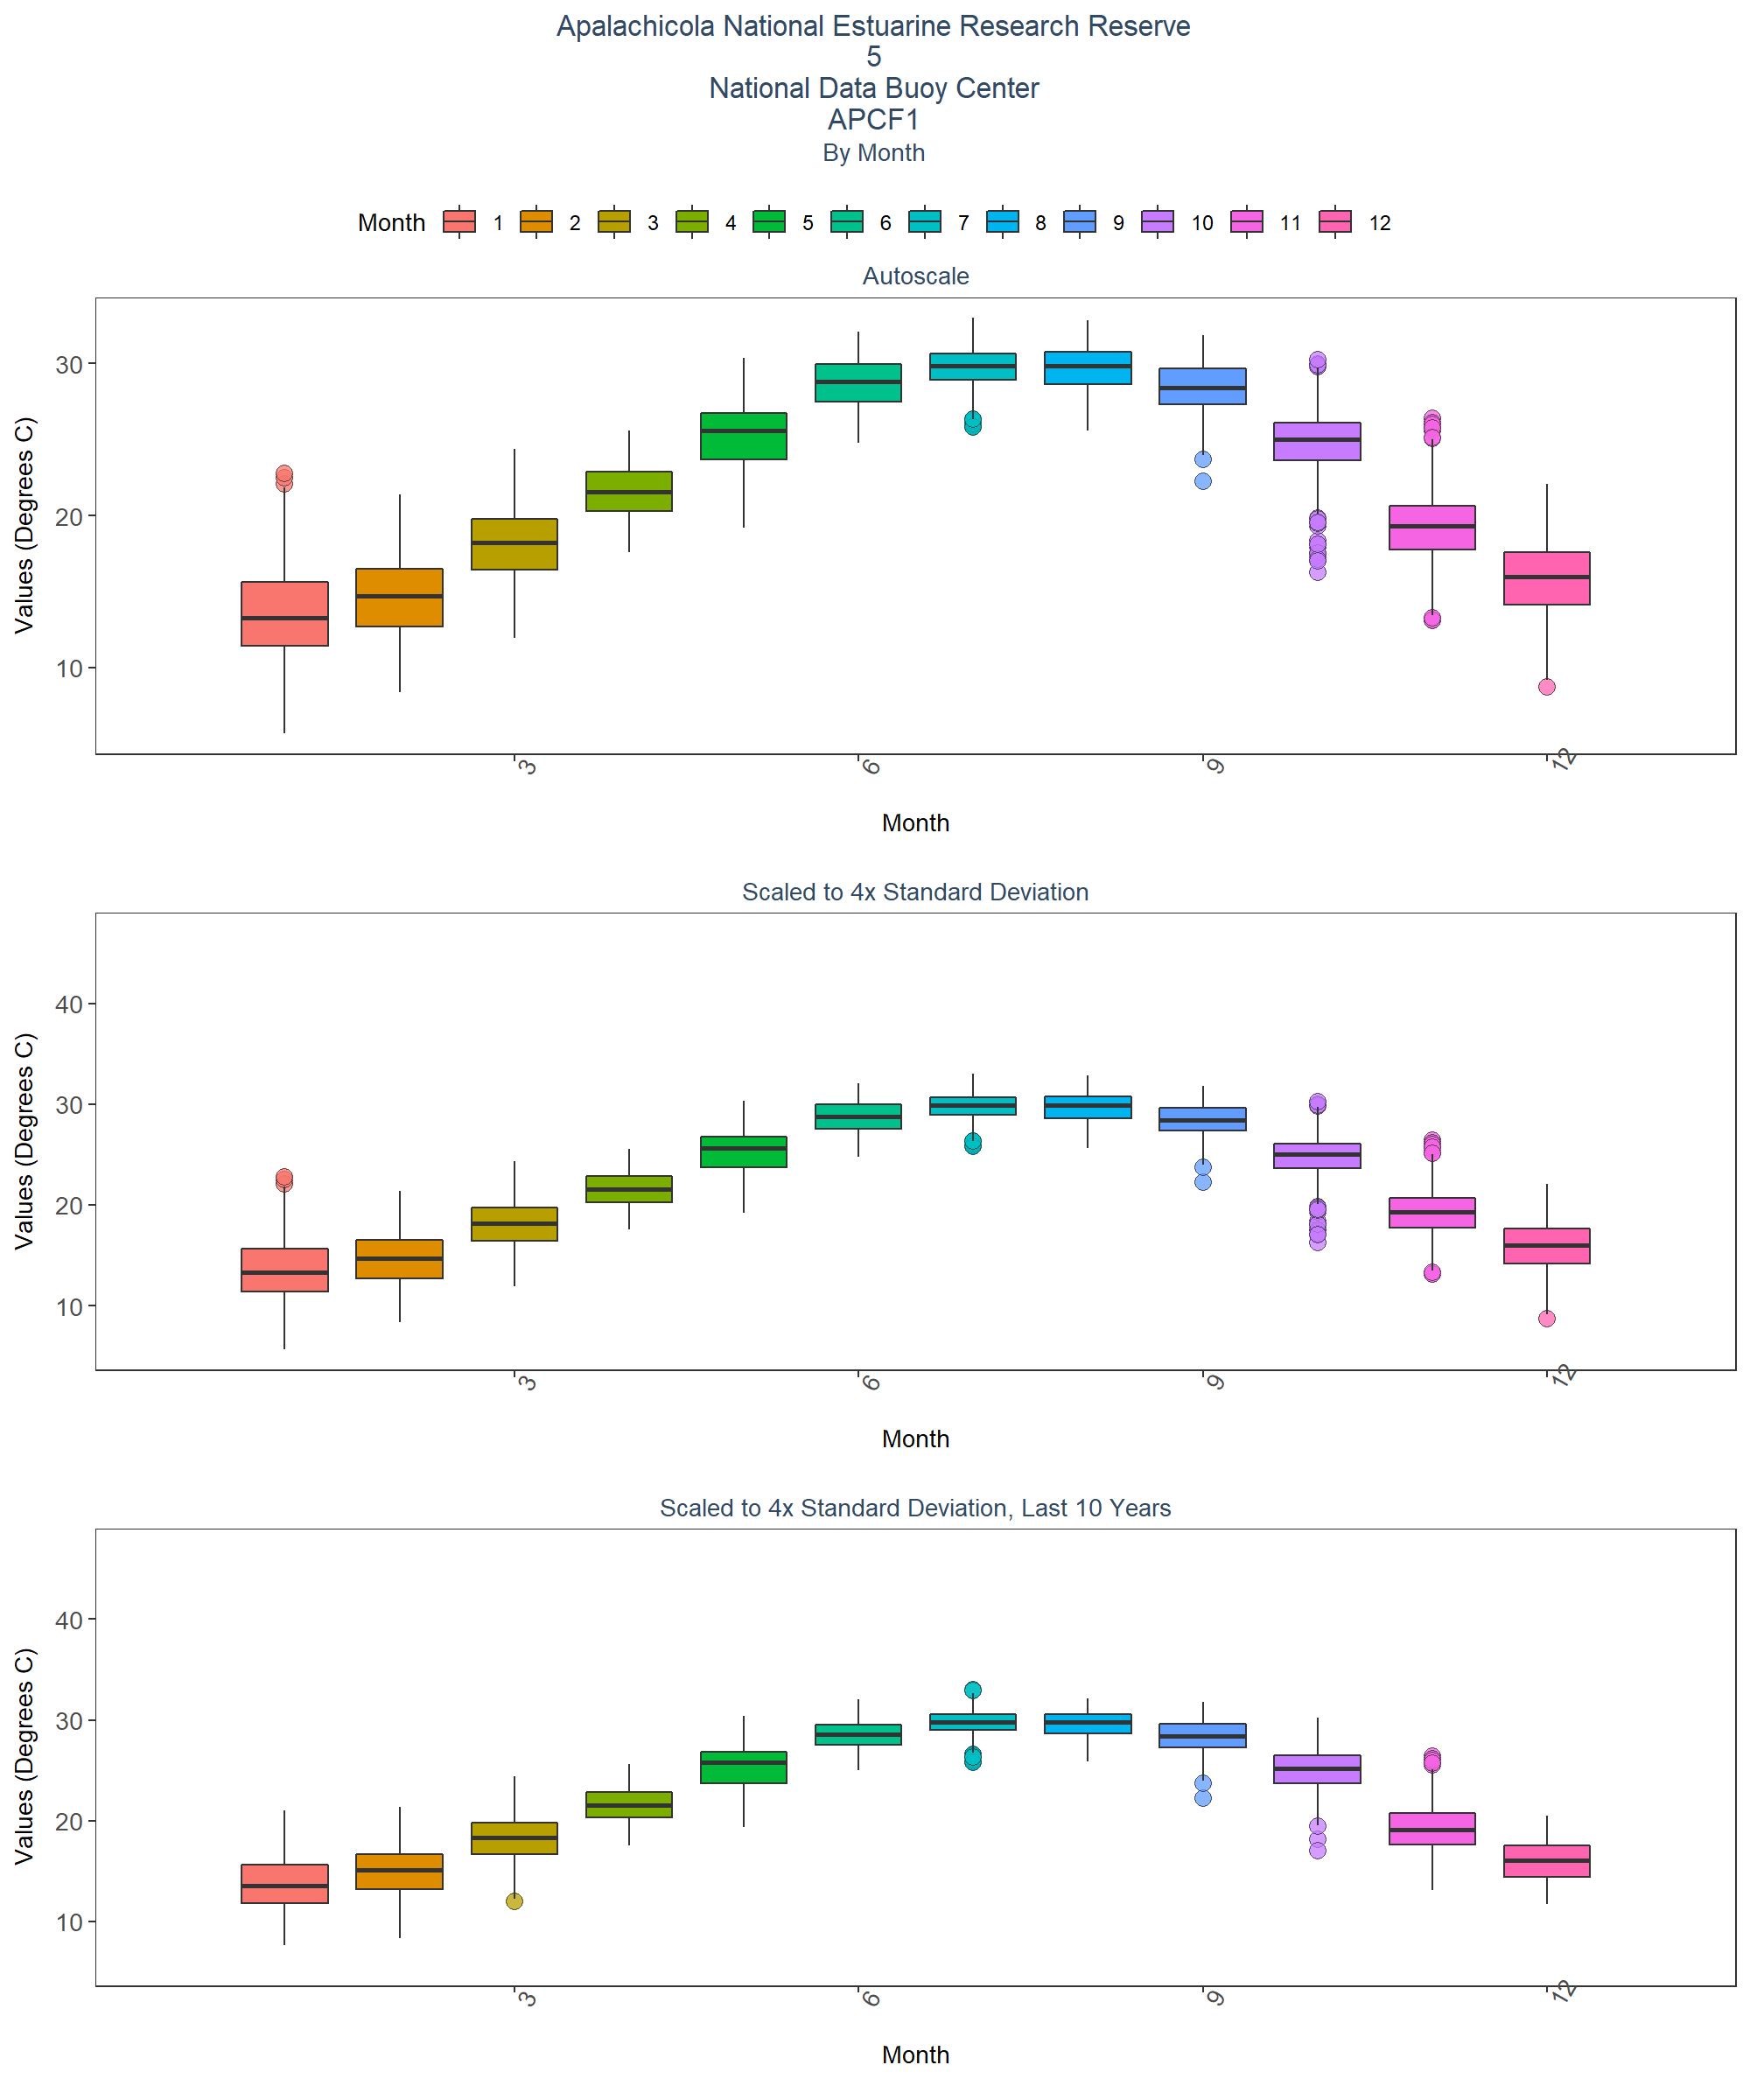 Apalachicola National Estuarine Research Reserve
5
National Data Buoy Center
APCF1
By Month
Month 1 2 3 4 5 6 7 8 9 10 11 12
Autoscale
Values (Degrees C)
30
20
10
3 6 9 12
Month
Scaled to 4x Standard Deviation
Values (Degrees C)
40
30
20
10
3 6 9 12
Month
Scaled to 4x Standard Deviation, Last 10 Years
Values (Degrees C)
40
30
20
10
3 6 9 12
Month